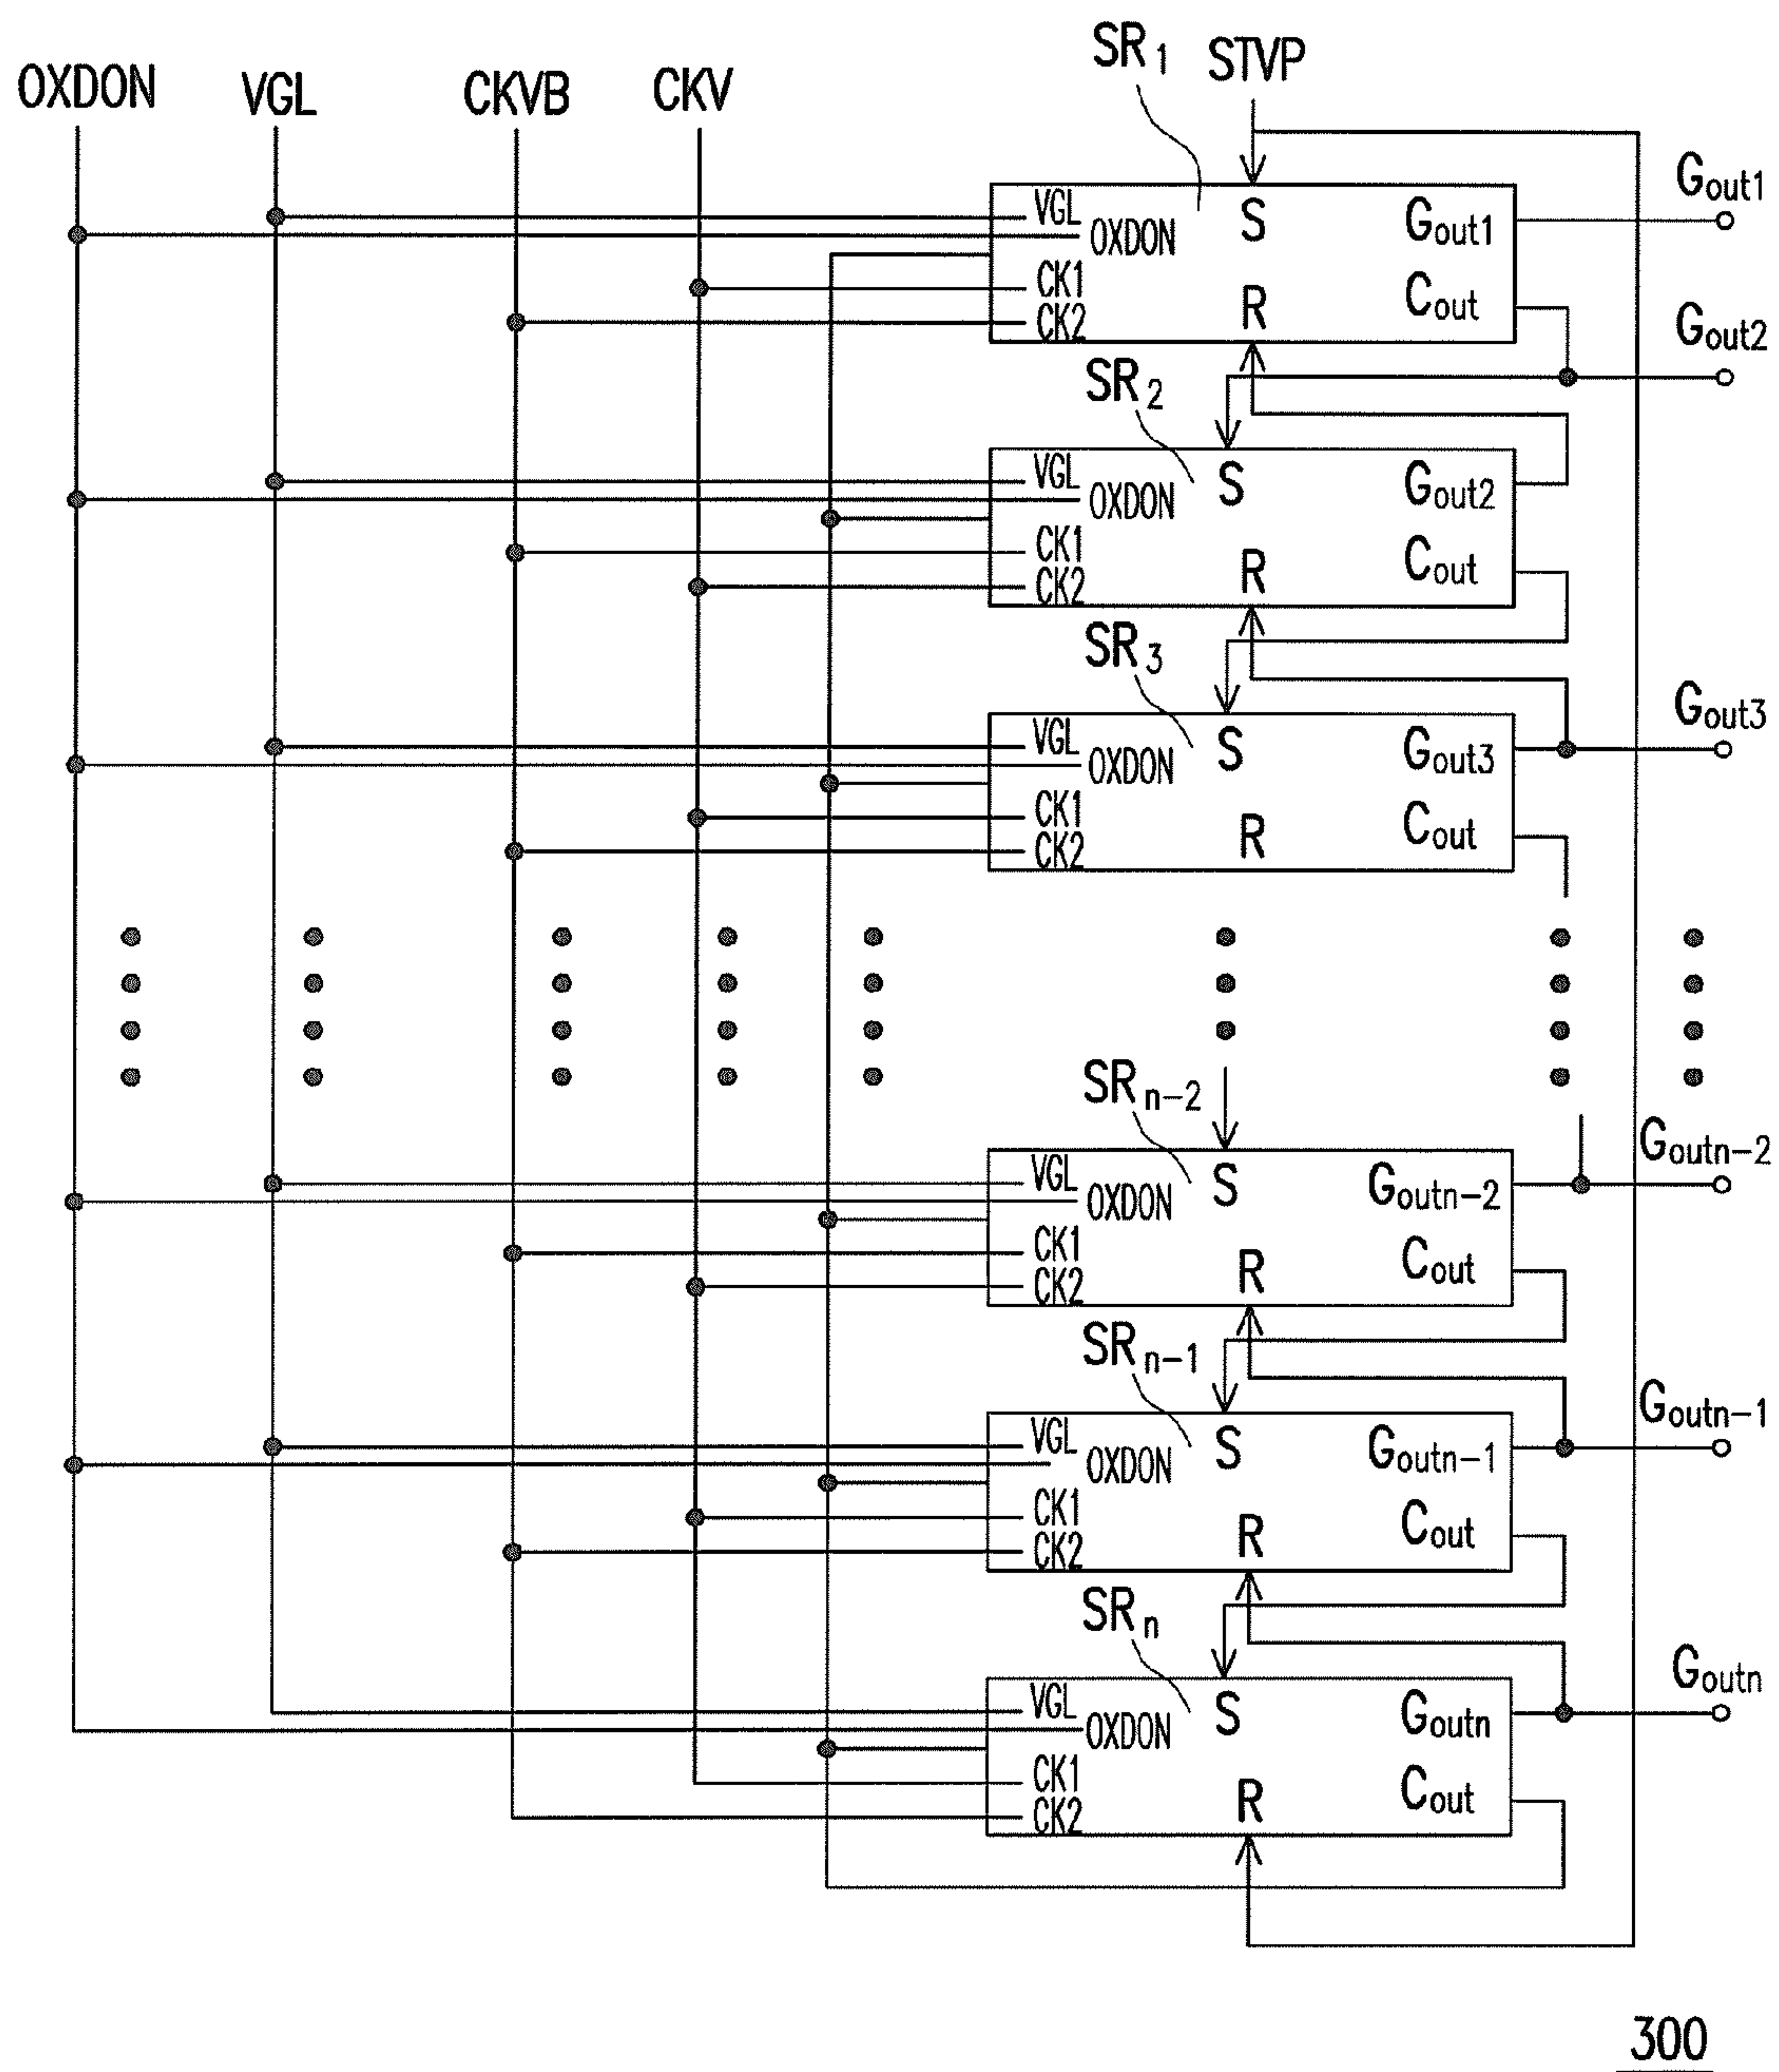 OXDON VGL CKVB CKV SR1 STVP
VGL
OXDON
CK1
CK2
S
R
Gout1
Cout
Gout1
Gout2
SR2
VGL
OXDON
CK1
CK2
S
R
Gout2
Cout
SR3
VGL
OXDON
CK1
CK2
S
R
Gout3
Cout
Gout3
SRn-2
VGL
OXDON
CK1
CK2
S
R
Goutn-2
Cout
Goutn-2
SRn-1
VGL
OXDON
CK1
CK2
S
R
Goutn-1
Cout
Goutn-1
SRn
VGL
OXDON
CK1
CK2
S
R
Goutn
Cout
Goutn
300